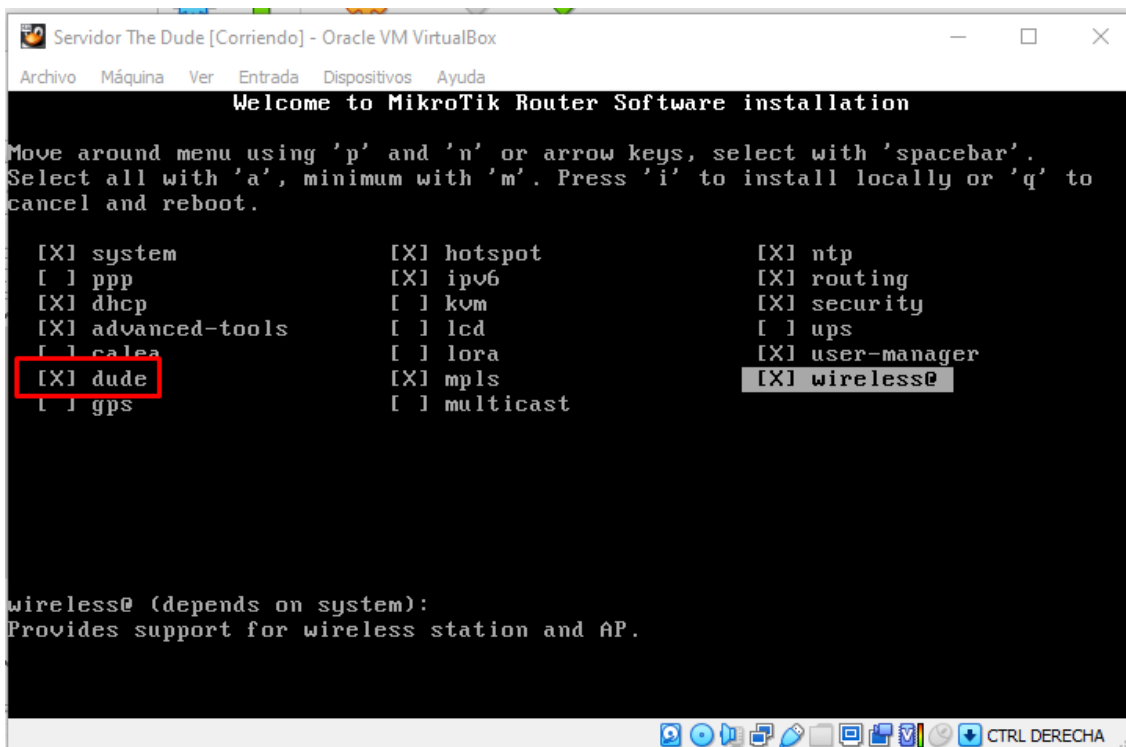 Servidor The Dude [Corriendo] - Oracle VM VirtualBox
Archivo Máquina Ver Entrada Dispositivos Ayuda
Welcome to MikroTik Router Software installation
Move around menu using 'p' and 'n' or arrow keys, select with 'spacebar'.
Select all with 'a', minimum with 'm'. Press 'i' to install locally or 'q' to
cancel and reboot.
[X] system [X] hotspot [X] ntp
[ ] ppp [X] ipv6 [X] routing
[X] dhcp [ ] kvm [X] security
[X] advanced-tools [ ] lcd [ ] ups
[ ] calea [ ] lora [X] user-manager
[X] dude [X] mpls [X] wireless@
[ ] gps [ ] multicast
wireless@ (depends on system):
Provides support for wireless station and AP.
CTRL DERECHA